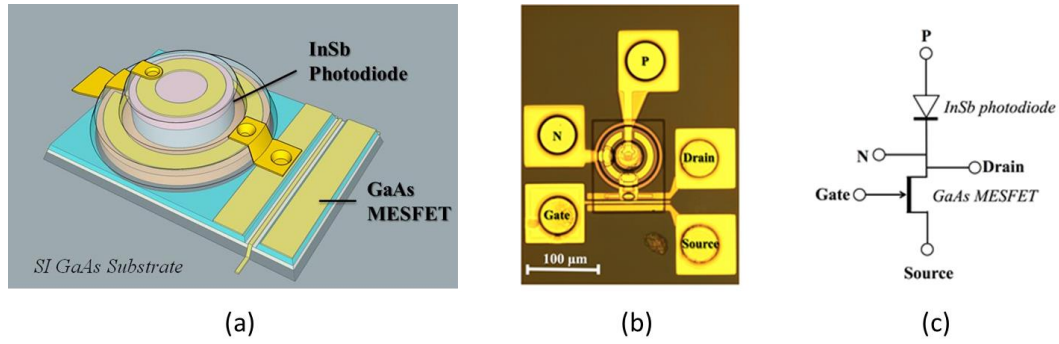 InSb
Photodiode
GaAs
MESFET
SI GaAs Substrate
(a)
P
N
Drain
Gate
Source
100 μm
(b)
P
InSb photodiode
N
Drain
Gate
GaAs MESFET
Source
(c)